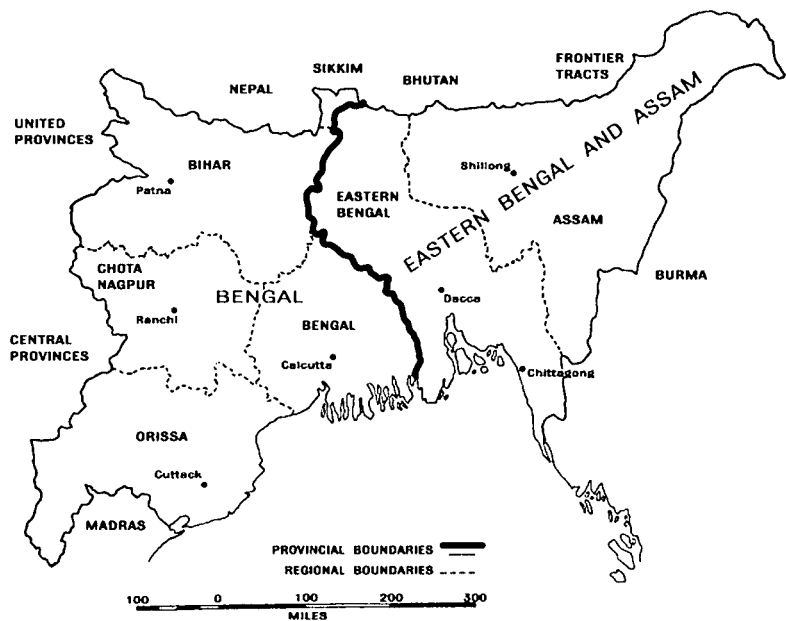 SIKKIM
NEPAL
BHUTAN
FRONTIER
TRACTS
UNITED
PROVINCES
BIHAR
Patna
EASTERN
BENGAL
Shillong
EASTERN BENGAL AND ASSAM
ASSAM
CHOTA
NAGPUR
BENGAL
Ranchi
BENGAL
Dacca
BURMA
CENTRAL
PROVINCES
Calcutta
Chittagong
ORISSA
Cuttack
MADRAS
PROVINCIAL BOUNDARIES
REGIONAL BOUNDARIES
100 0 100 200 300
MILES